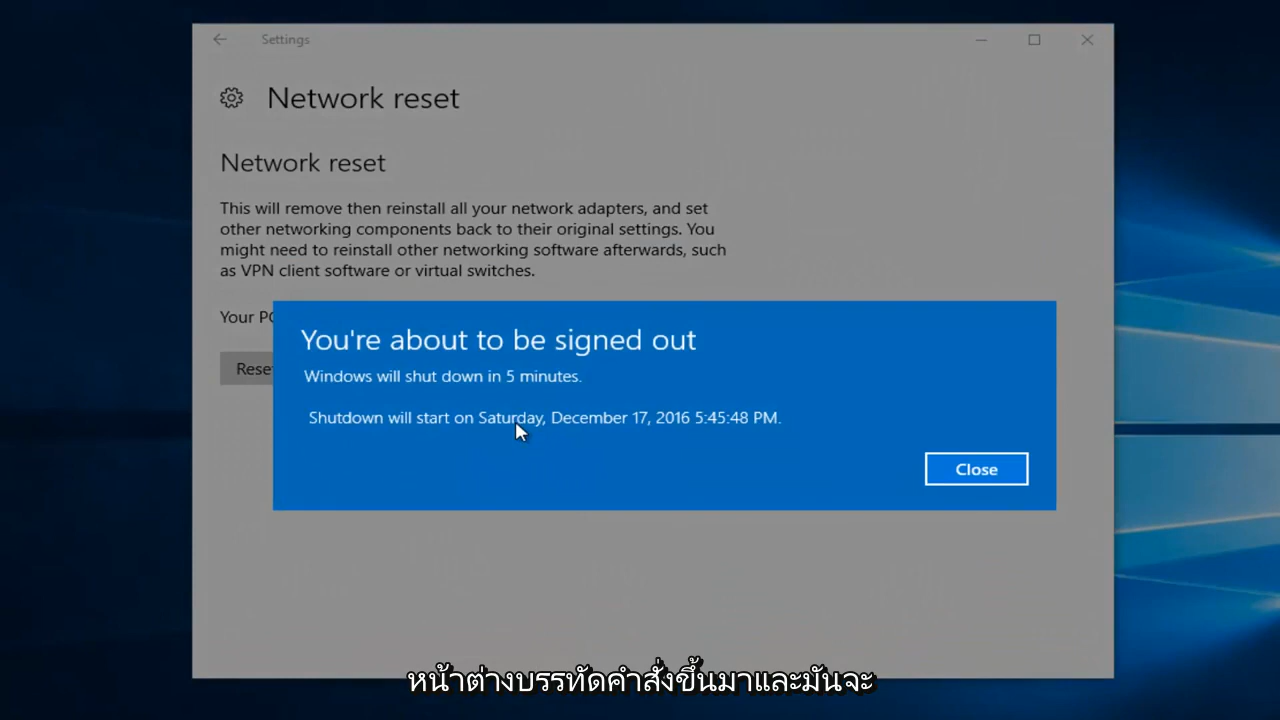 Settings
Network reset
Network reset
This will remove then reinstall all your network adapters, and set
other networking components back to their original settings. You
might need to reinstall other networking software afterwards, such
as VPN client software or virtual switches.
Your PC
You're about to be signed out
Windows will shut down in 5 minutes.
Reset
Shutdown will start on Saturday, December 17, 2016 5:45:48 PM.
Close
หน้าต่างบรรทัดคำสั่งขึ้นมาและมันจะ